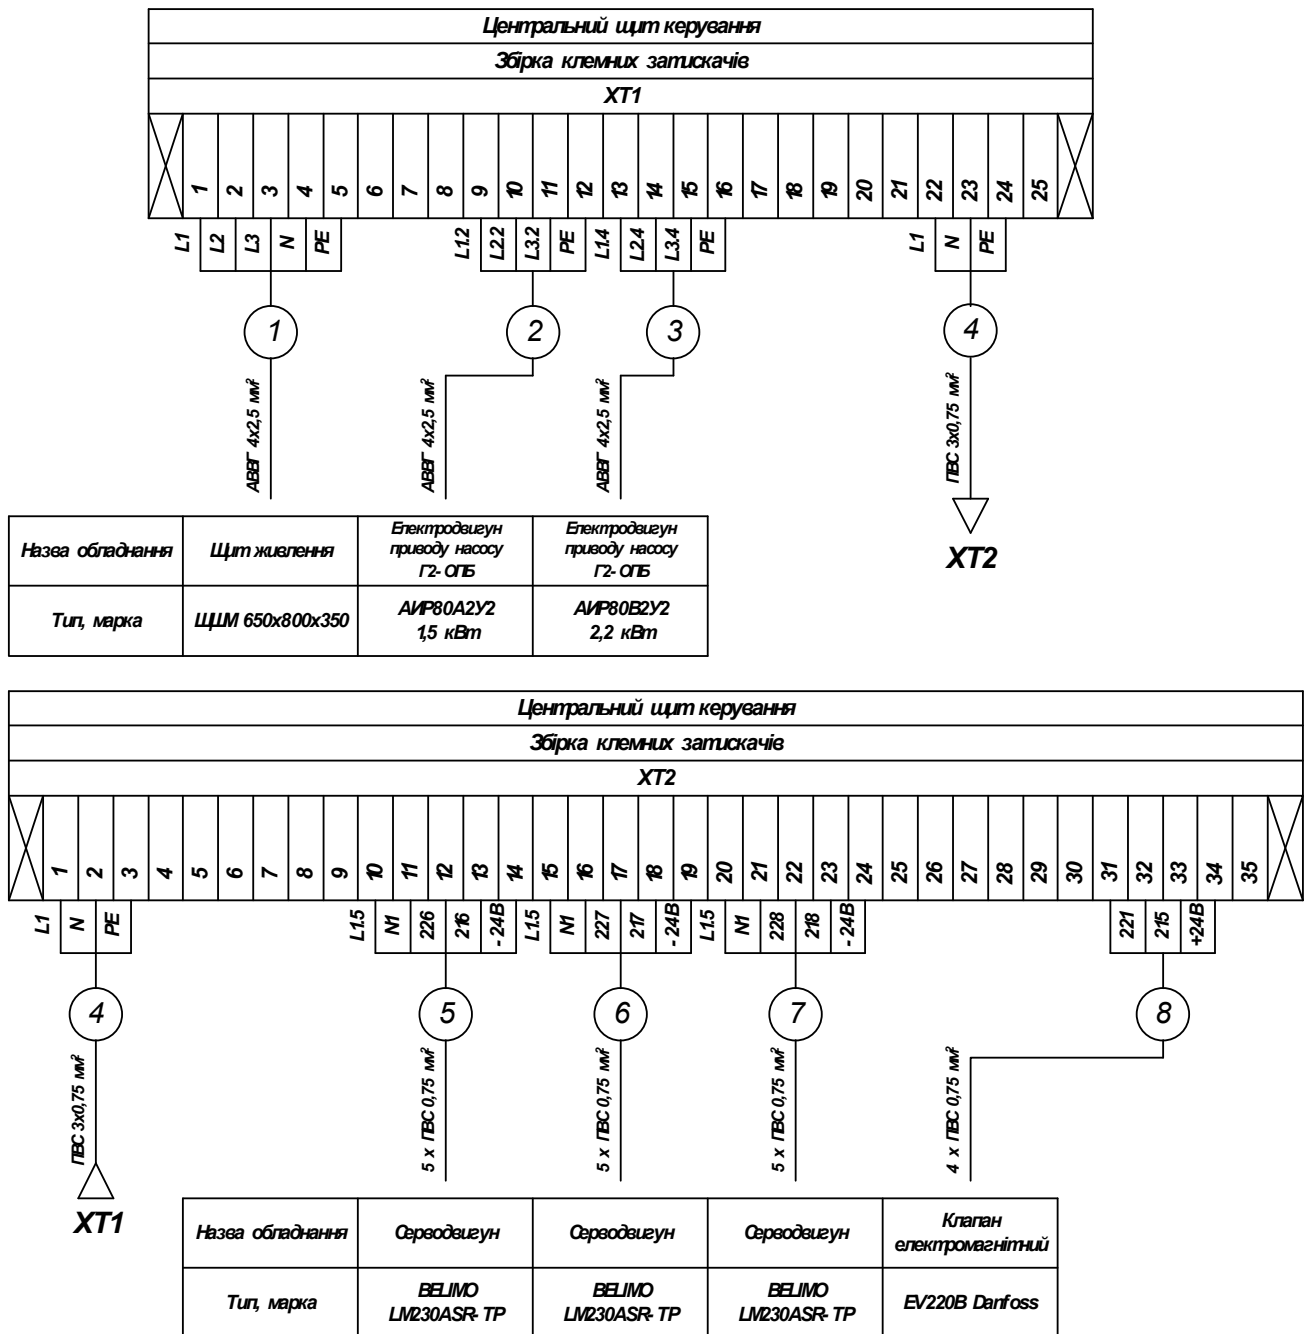 Центральний щит керування
Збірка клемних затискачів
XT1
1 2 3 4 5 6 7 8 9 10 11 12 13 14 15 16 17 18 19 20 21 22 23 24 25
L1 L2 L3 N PE L1.2 L2.2 L3.2 PE L1.4 L2.4 L3.4 PE L1 N PE
1 2 3 4
АВВГ 4х2,5 мм² АВВГ 4х2,5 мм² АВВГ 4х2,5 мм² ПВС 3х0,75 мм²
XT2
Назва обладнання
Щит живлення
Електродвигун
приводу насосу
Г2-ОПБ
Електродвигун
приводу насосу
Г2-ОПБ
Тип, марка
ЩШМ 650х800х350
АИР80А2У2
1,5 кВт
АИР80В2У2
2,2 кВт
Центральний щит керування
Збірка клемних затискачів
XT2
1 2 3 4 5 6 7 8 9 10 11 12 13 14 15 16 17 18 19 20 21 22 23 24 25 26 27 28 29 30 31 32 33 34 35
L1 N PE L1.5 N1 226 216 -24В L1.5 N1 227 217 -24В L1.5 N1 228 218 -24В 221 215 +24В
4 5 6 7 8
ПВС 3х0,75 мм² 5 х ПВС 0,75 мм² 5 х ПВС 0,75 мм² 5 х ПВС 0,75 мм² 4 х ПВС 0,75 мм²
XT1
Назва обладнання
Серводвигун
Серводвигун
Серводвигун
Клапан
електромагнітний
Тип, марка
BELIMO
LM230ASR-TP
BELIMO
LM230ASR-TP
BELIMO
LM230ASR-TP
EV220B Danfoss